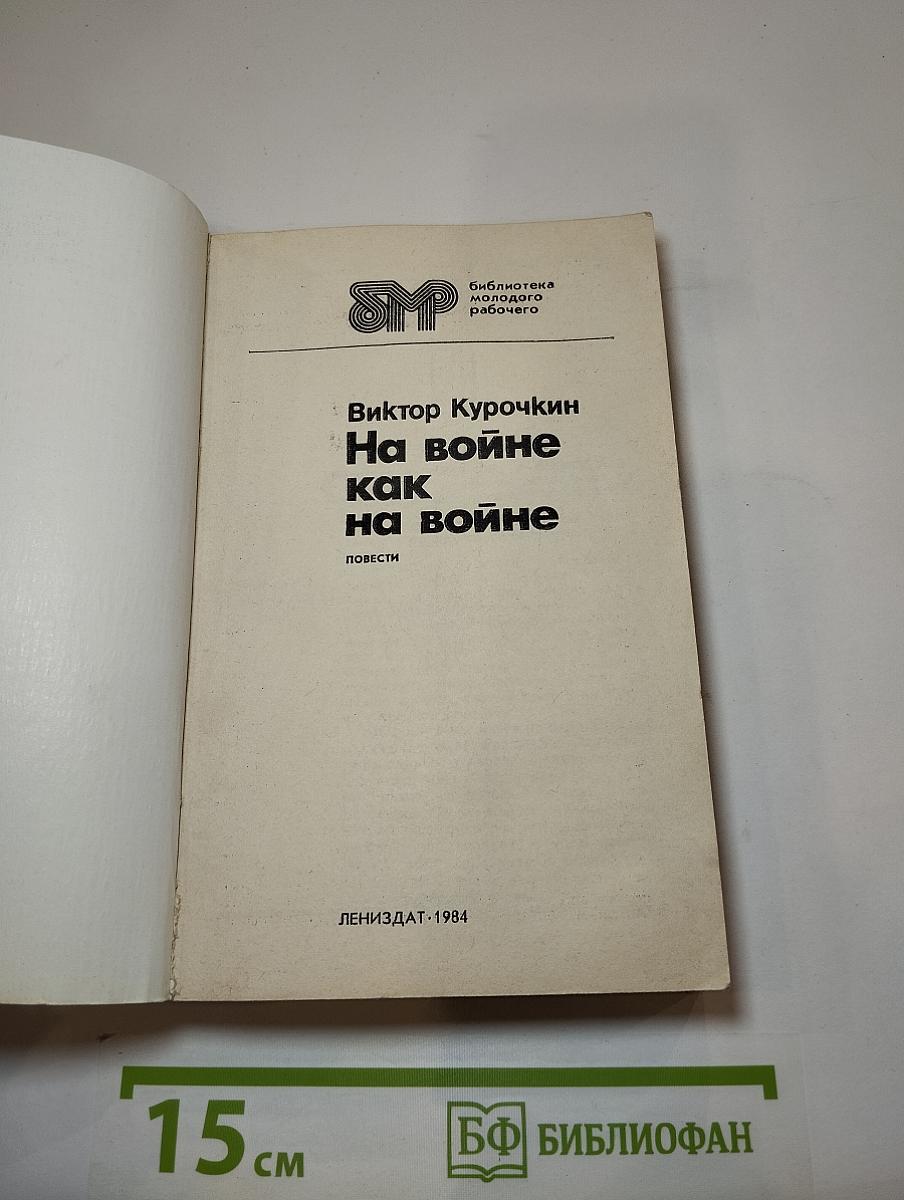 бмр
библиотека
молодого
рабочего
Виктор Курочкин
На войне
как
на войне
ПОВЕСТИ
ЛЕНИЗДАТ·1984
15 см
БФ БИБЛИОФАН